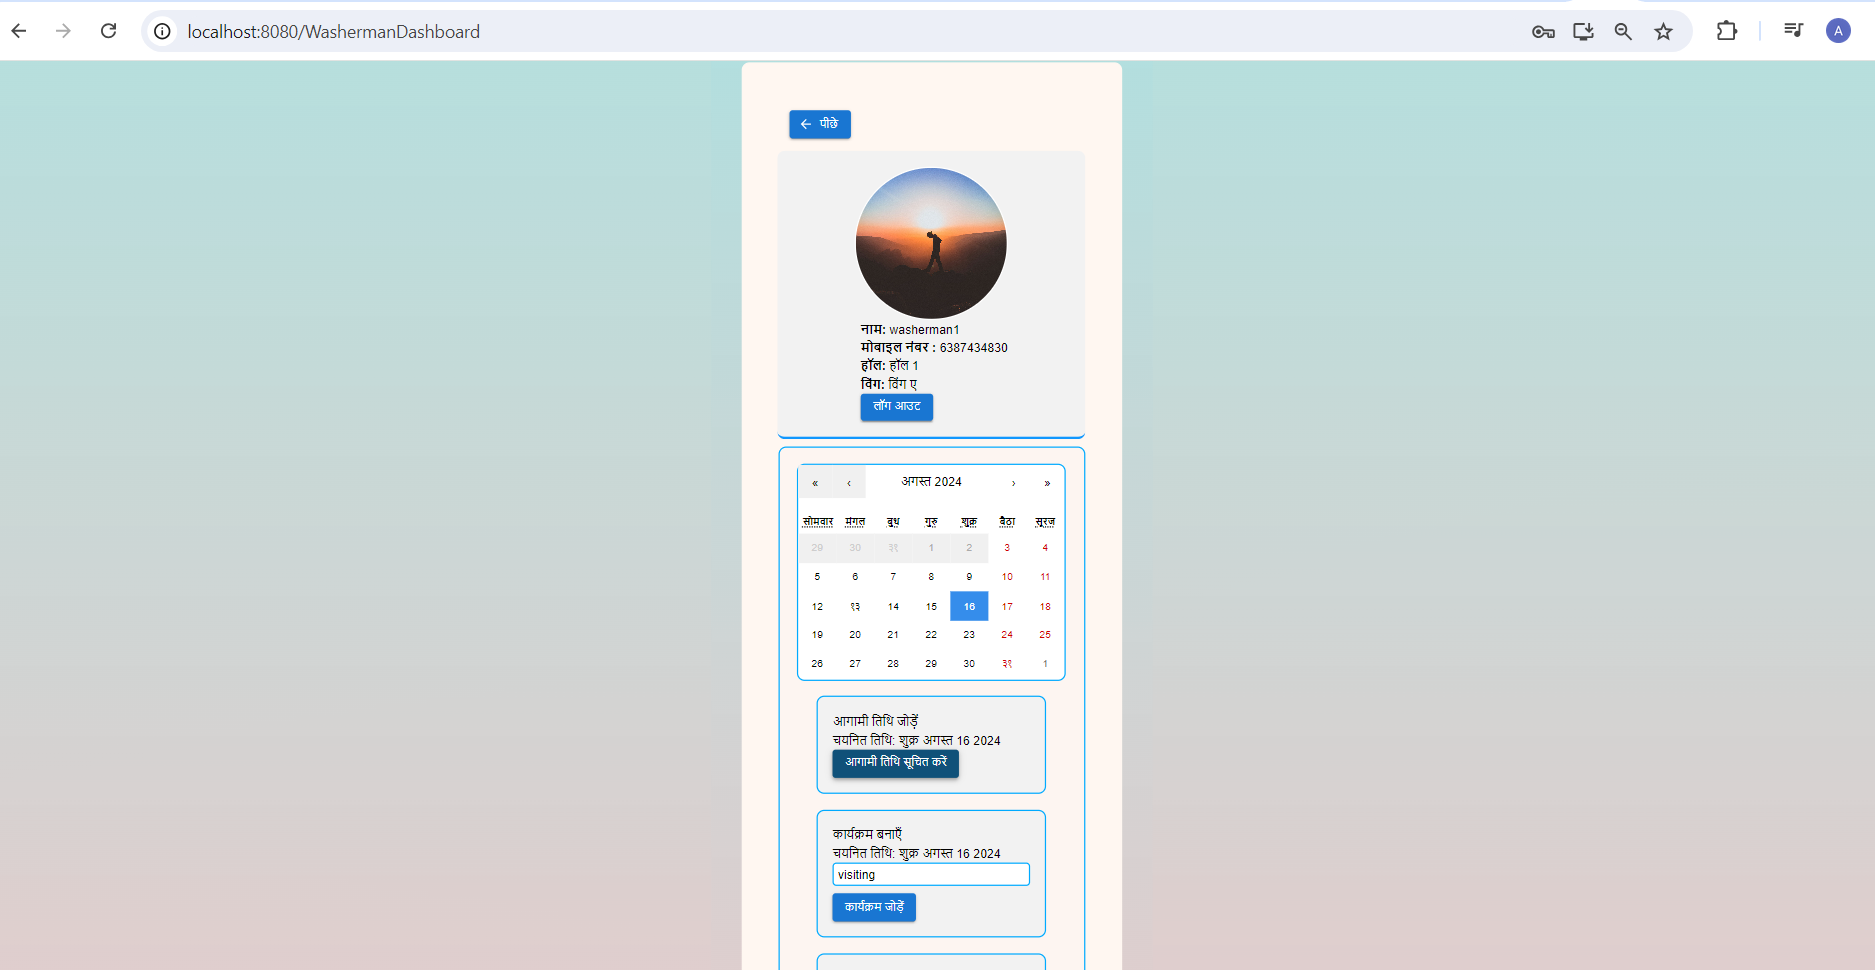 localhost:8080/WashermanDashboard
A
← पीछे
नाम: washerman1
मोबाइल नंबर : 6387434830
हॉल: हॉल 1
विंग: विंग ए
लॉग आउट
« ‹ अगस्त 2024 › »
सोमवार मंगल बुध गुरु शुक्र बैठा सूरज
29 30 ३१ 1 2 3 4
5 6 7 8 9 10 11
12 १३ 14 15 16 17 18
19 20 21 22 23 24 25
26 27 28 29 30 ३१ 1
आगामी तिथि जोड़ें
चयनित तिथि: शुक्र अगस्त 16 2024
आगामी तिथि सूचित करें
कार्यक्रम बनाएँ
चयनित तिथि: शुक्र अगस्त 16 2024
visiting
कार्यक्रम जोड़ें